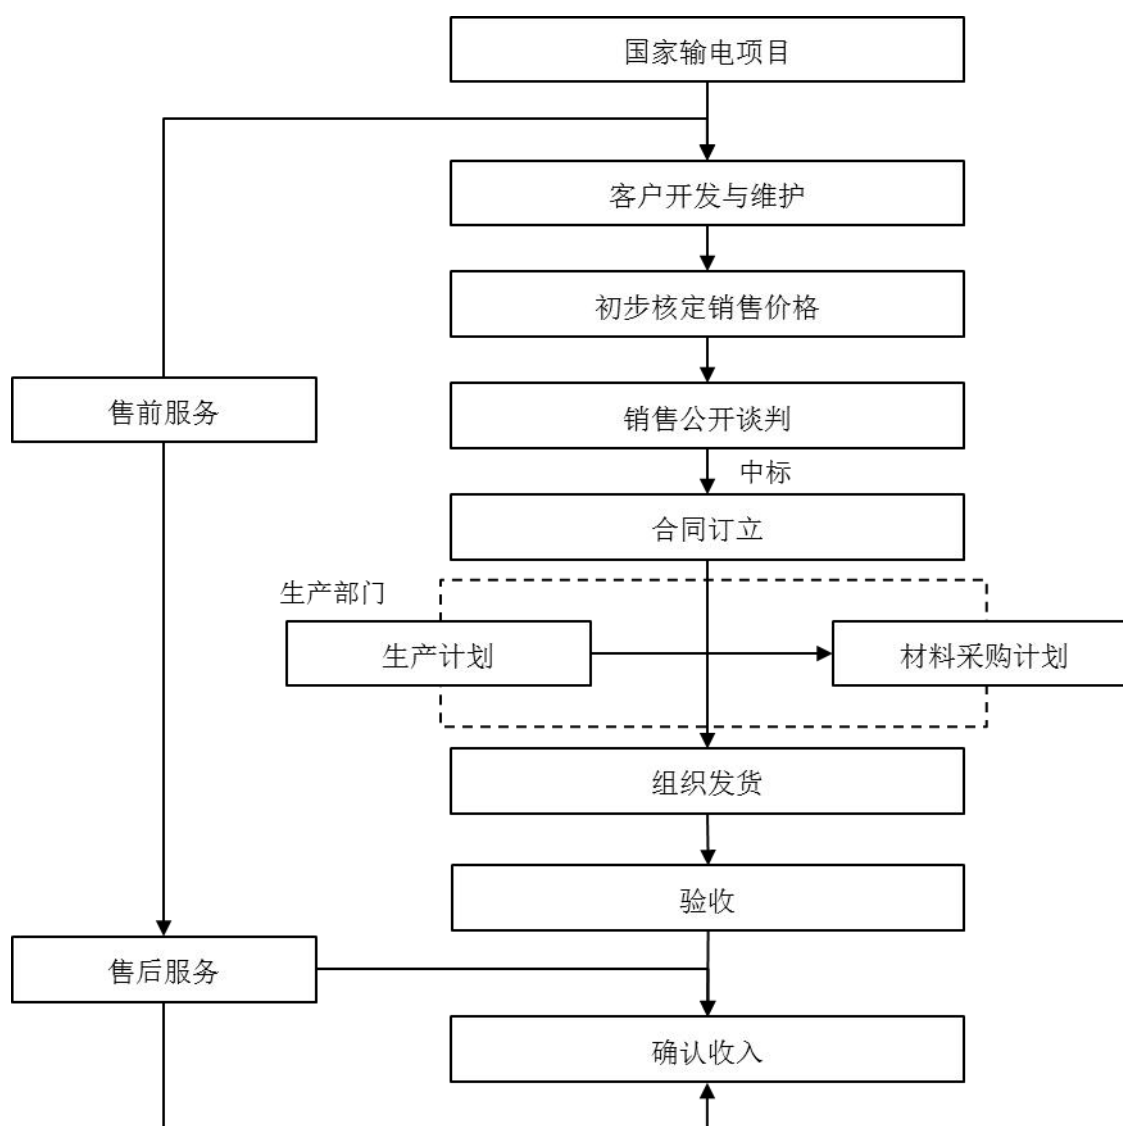 国家输电项目
客户开发与维护
初步核定销售价格
售前服务
销售公开谈判
中标
合同订立
生产部门
生产计划
材料采购计划
组织发货
验收
售后服务
确认收入